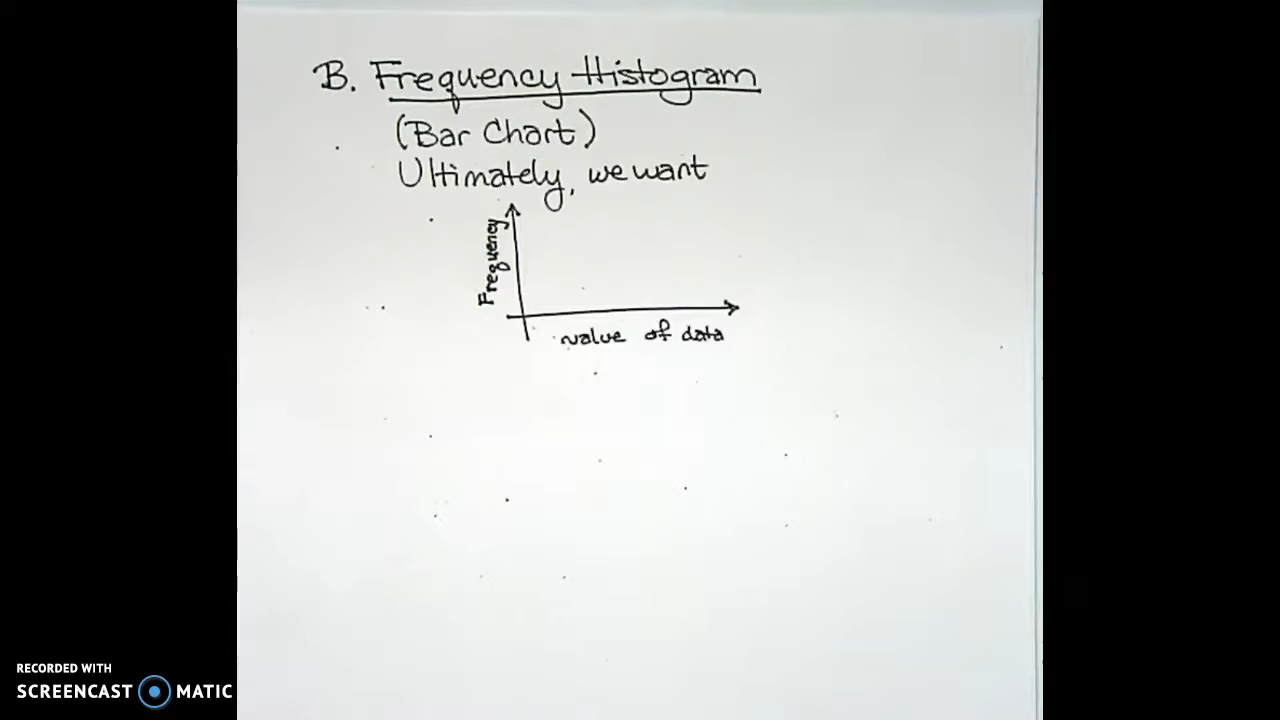 B. Frequency Histogram
(Bar Chart)
Ultimately, we want
Frequency
value of data
RECORDED WITH
SCREENCAST MATIC